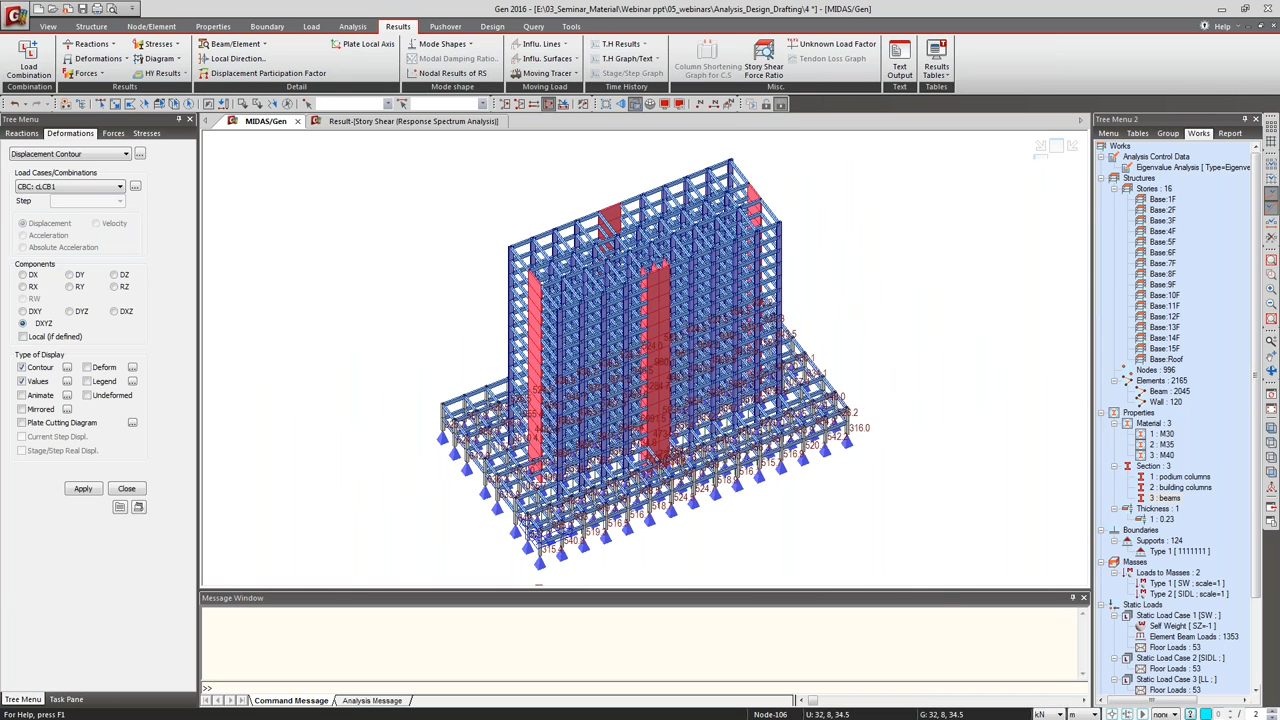 Gen 2016 - [E:\03_Seminar_Material\Webinar ppt\05_webinars\Analysis_Design_Drafting\4 *] - [MIDAS/Gen]
View Structure Node/Element Properties Boundary Load Analysis Results Pushover Design Query Tools
Help
Load Combination
Reactions
Deformations
Forces
Stresses
Diagram
HY Results
Beam/Element
Local Direction..
Displacement Participation Factor
Plate Local Axis
Mode Shapes
Modal Damping Ratio..
Nodal Results of RS
Influ. Lines
Influ. Surfaces
Moving Tracer
T.H Results
T.H Graph/Text
Stage/Step Graph
Column Shortening Graph for C.S
Story Shear Force Ratio
Unknown Load Factor
Tendon Loss Graph
Text Output
Results Tables
Combination Results Detail Mode shape Moving Load Time History Misc. Text Tables
Tree Menu
Reactions Deformations Forces Stresses
Displacement Contour
Load Cases/Combinations
CBC: cLCB1
Step
Displacement Velocity
Acceleration
Absolute Acceleration
Components
DX DY DZ
RX RY RZ
RW
DXY DYZ DXZ
DXYZ
Local (if defined)
Type of Display
Contour Deform
Values Legend
Animate Undeformed
Mirrored
Plate Cutting Diagram
Current Step Displ.
Stage/Step Real Displ.
Apply Close
Tree Menu Task Pane
MIDAS/Gen
Result-[Story Shear (Response Spectrum Analysis)]
316.0
Message Window
>>
Command Message Analysis Message
Tree Menu 2
Menu Tables Group Works Report
Works
Analysis Control Data
Eigenvalue Analysis [ Type=Eigenve
Structures
Stories : 16
Base:1F
Base:2F
Base:3F
Base:4F
Base:5F
Base:6F
Base:7F
Base:8F
Base:9F
Base:10F
Base:11F
Base:12F
Base:13F
Base:14F
Base:15F
Base:Roof
Nodes : 996
Elements : 2165
Beam : 2045
Wall : 120
Properties
Material : 3
1 : M30
2 : M35
3 : M40
Section : 3
1 : podium columns
2 : building columns
3 : beams
Thickness : 1
1 : 0.23
Boundaries
Supports : 124
Type 1 [ 1111111 ]
Masses
Loads to Masses : 2
Type 1 [ SW ; scale=1 ]
Type 2 [ SIDL ; scale=1 ]
Static Loads
Static Load Case 1 [SW ; ]
Self Weight [ SZ=-1 ]
Element Beam Loads : 1353
Floor Loads : 53
Static Load Case 2 [SIDL ; ]
Floor Loads : 53
Static Load Case 3 [LL ; ]
Floor Loads : 53
For Help, press F1
Node-106
U: 32, 8, 34.5
G: 32, 8, 34.5
kN m none ? 0 / 2